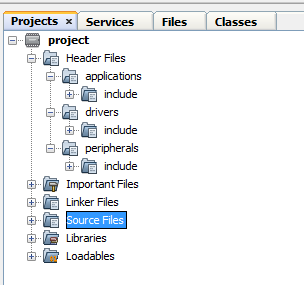 Projects × Services Files Classes
project
Header Files
applications
include
drivers
include
peripherals
include
Important Files
Linker Files
Source Files
Libraries
Loadables